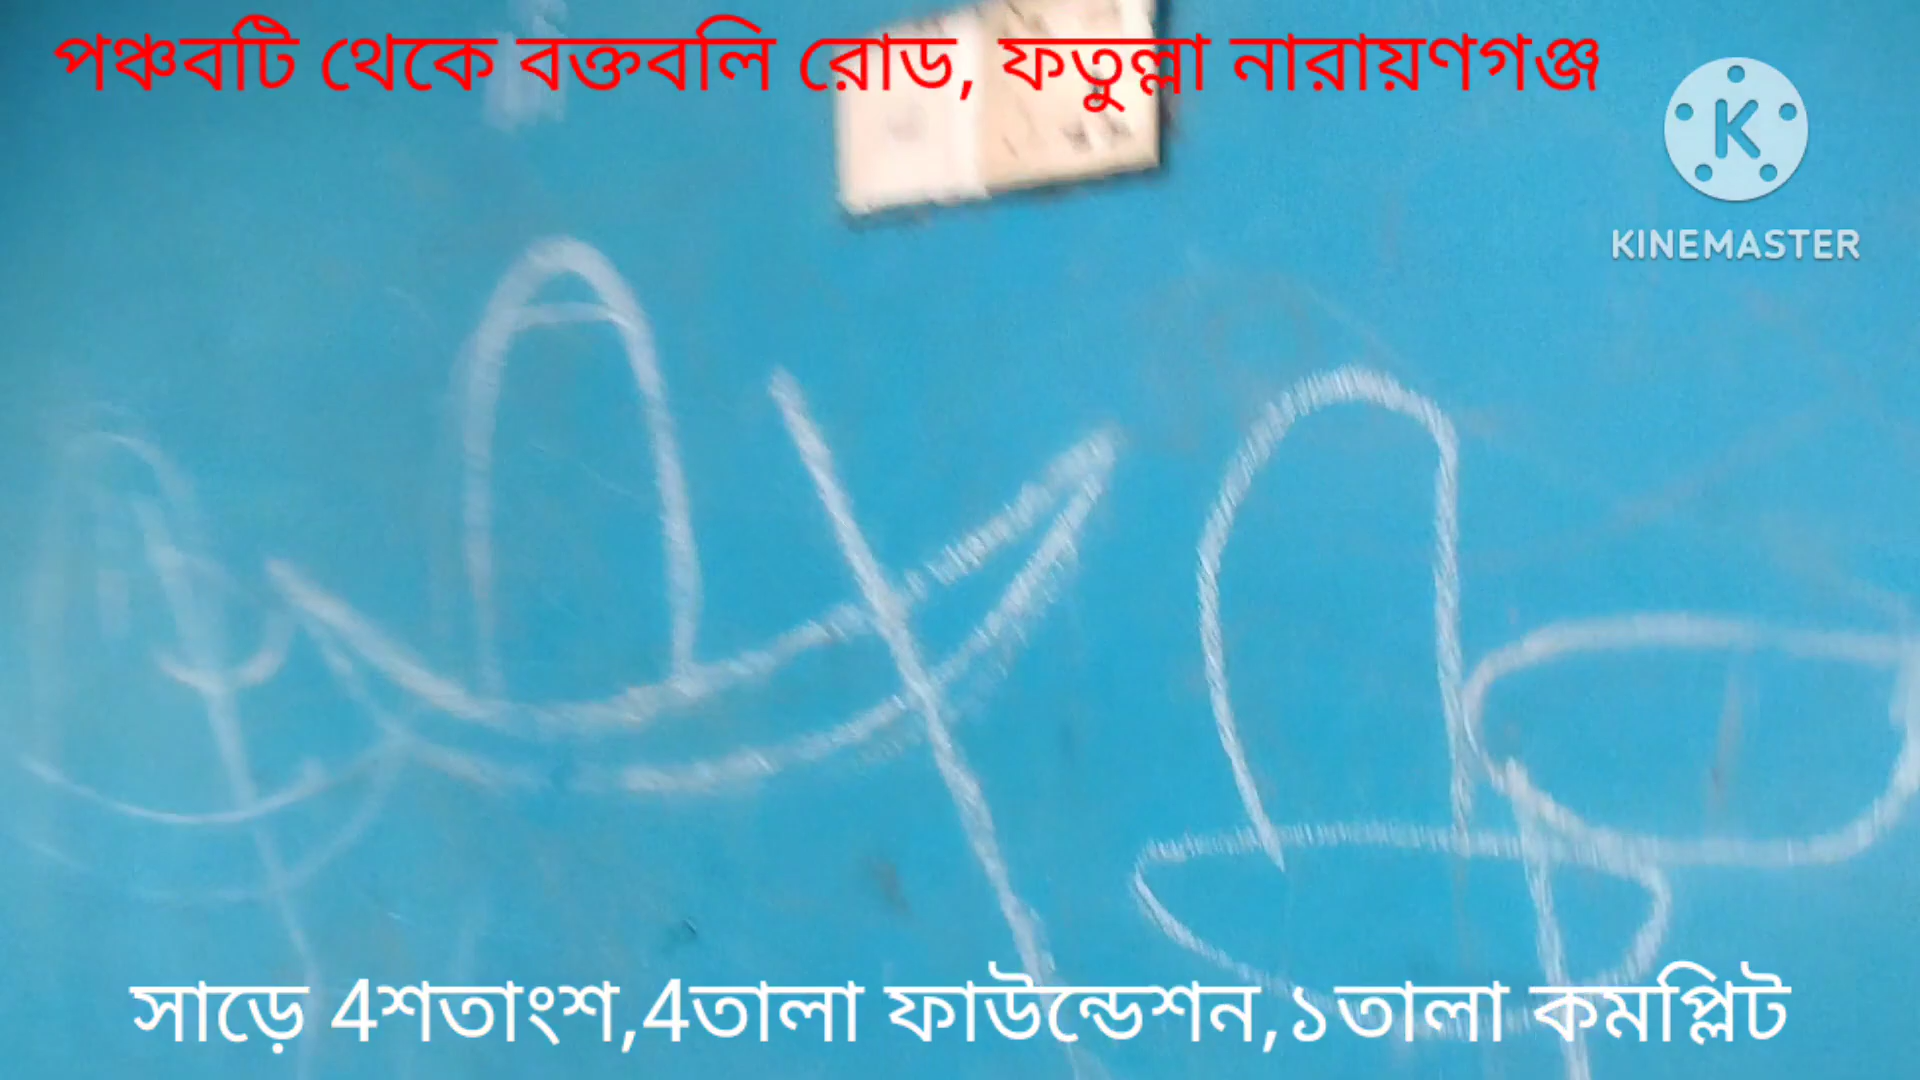 পঞ্চবটি থেকে বক্তবলি রোড, ফতুল্লা নারায়ণগঞ্জ
K
KINEMASTER
সাড়ে 4শতাংশ,4তালা ফাউন্ডেশন,১তালা কমপ্লিট